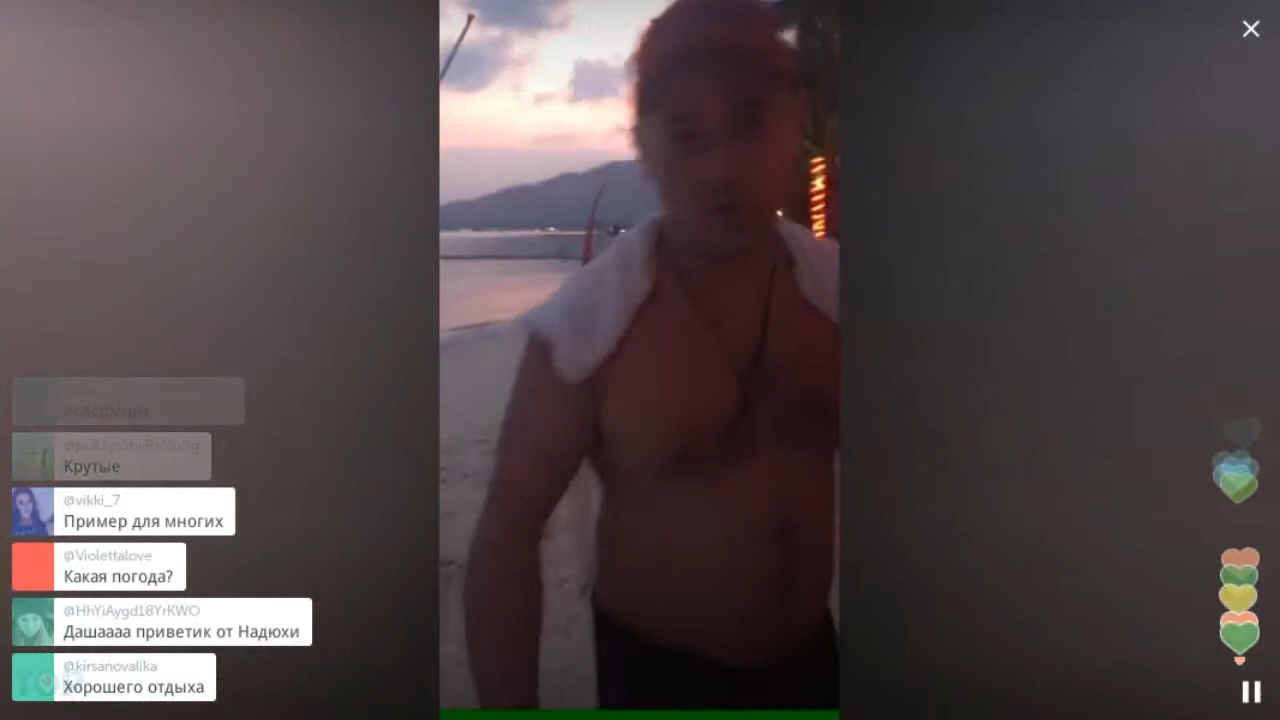 Крутые
@vikki_7
Пример для многих
@Violettalove
Какая погода?
@HhYiAygd18YrKWO
Дашаааа приветик от Надюхи
@kirsanovalika
Хорошего отдыха